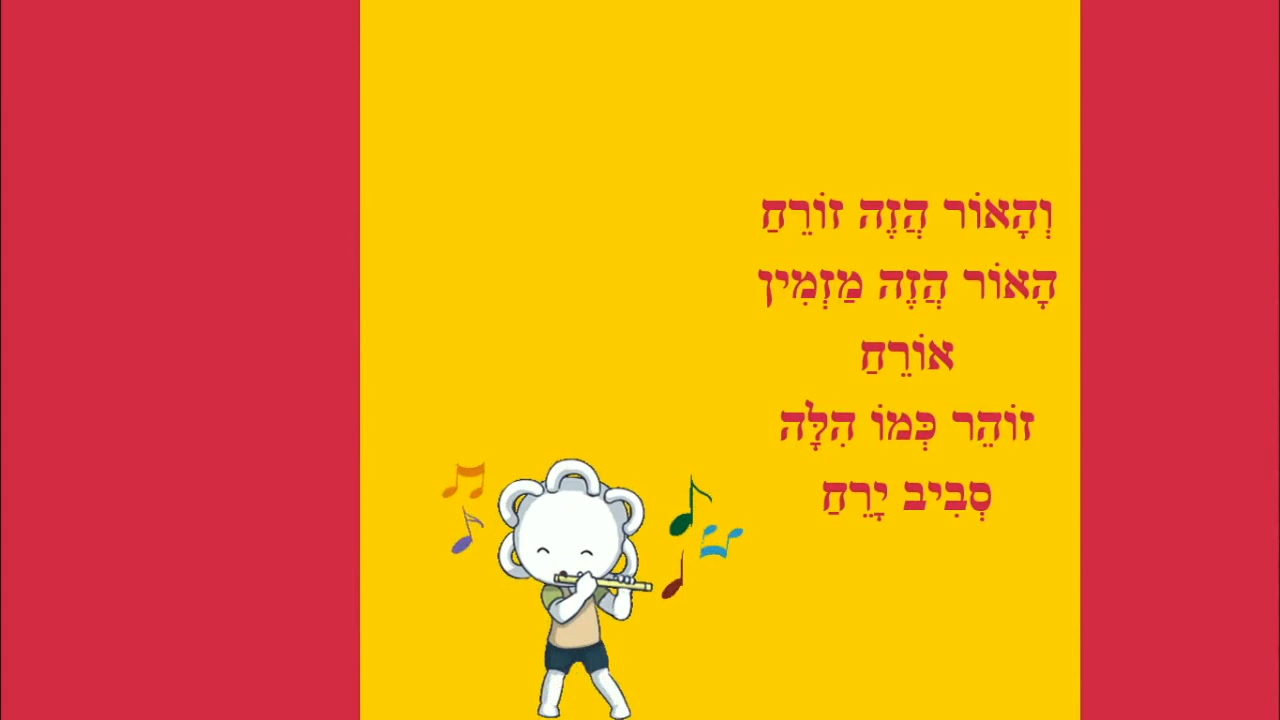 וְהָאוֹר הֲזֶה זוֹרֵחַ
הָאוֹר הֲזֶה מַזְמִין
אוֹרֵחַ
זוֹהֵר כְּמוֹ הִלָּה
סְבִיב יָרֵחַ